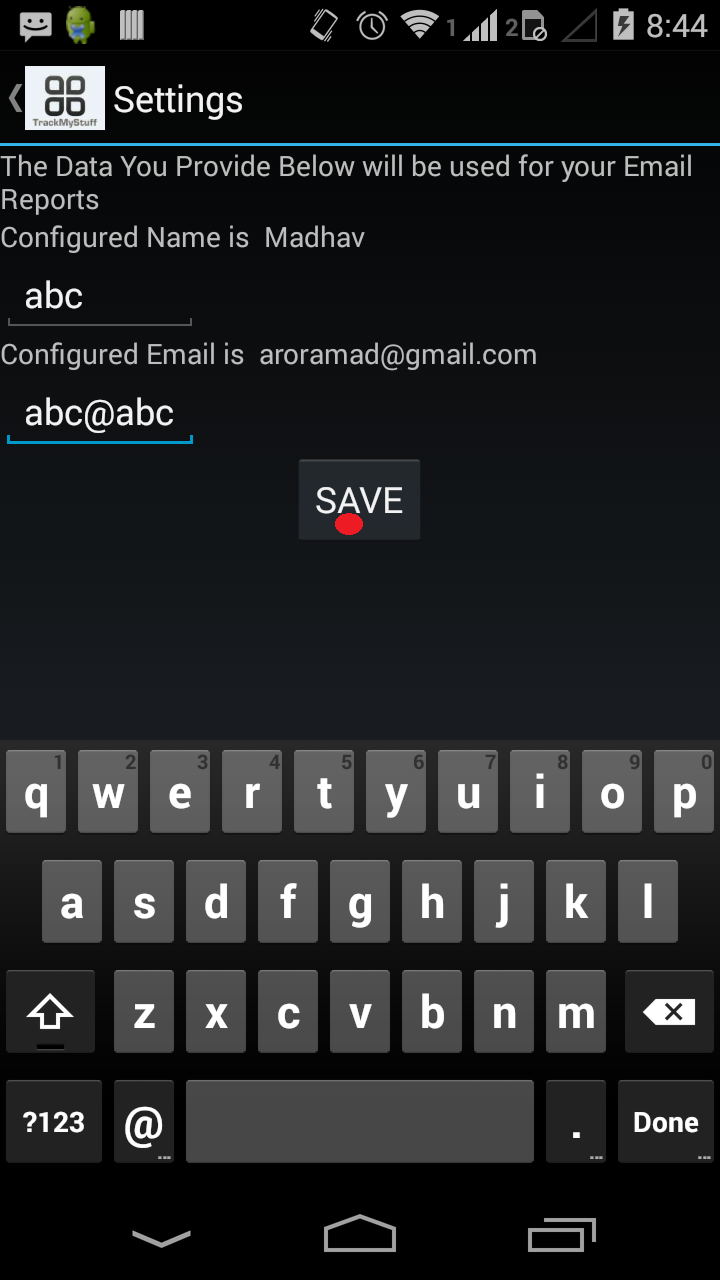 1 2 8:44
TrackMyStuff Settings
The Data You Provide Below will be used for your Email
Reports
Configured Name is Madhav
abc
Configured Email is aroramad@gmail.com
abc@abc
SAVE
1 2 3 4 5 6 7 8 9 0
q w e r t y u i o p
a s d f g h j k l
z x c v b n m
?123 @ . Done